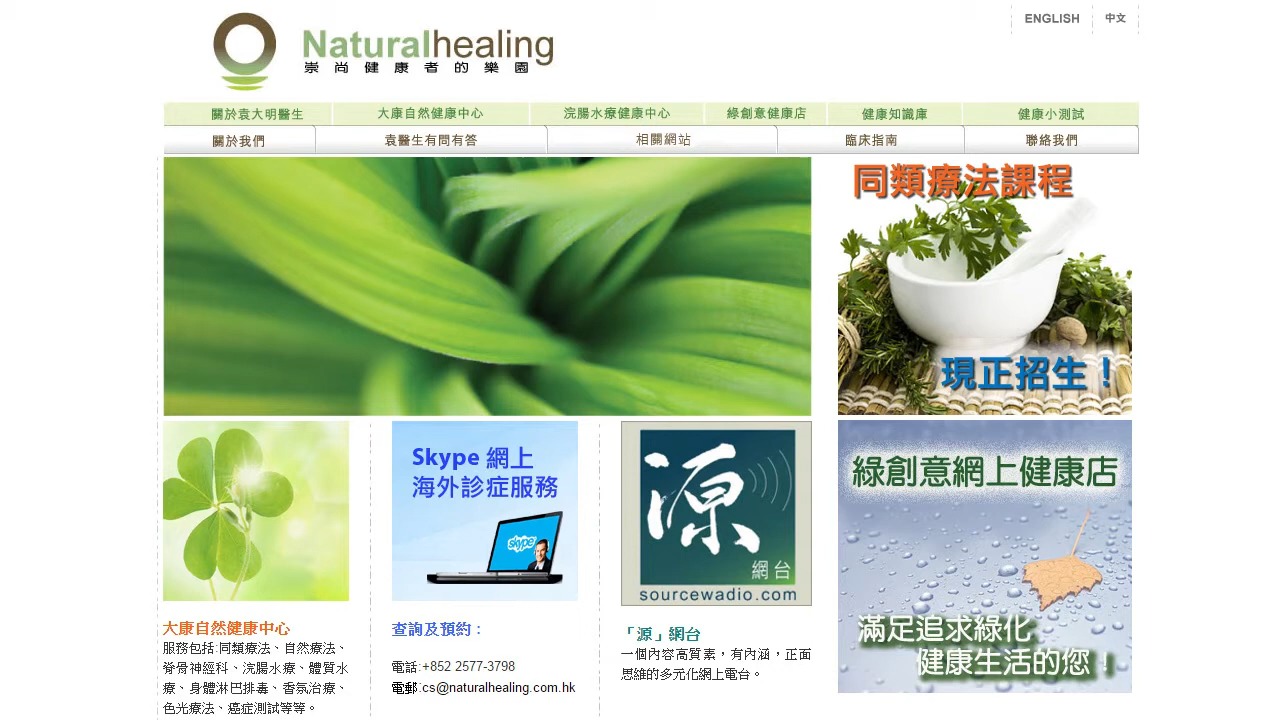 ENGLISH
中文
Naturalhealing
崇尚健康者的樂園
關於袁大明醫生
大康自然健康中心
浣腸水療健康中心
綠創意健康店
健康知識庫
健康小測試
關於我們
袁醫生有問有答
相關網站
臨床指南
聯絡我們
同類療法課程
現正招生！
Skype 網上
海外診症服務
skype
源
網台
sourcewadio.com
綠創意網上健康店
滿足追求綠化
健康生活的您！
大康自然健康中心
服務包括:同類療法、自然療法、
脊骨神經科、浣腸水療、體質水
療、身體淋巴排毒、香氛治療、
色光療法、癌症測試等等。
查詢及預約：
電話:+852 2577-3798
電郵:cs@naturalhealing.com.hk
「源」網台
一個內容高質素，有內涵，正面
思維的多元化網上電台。